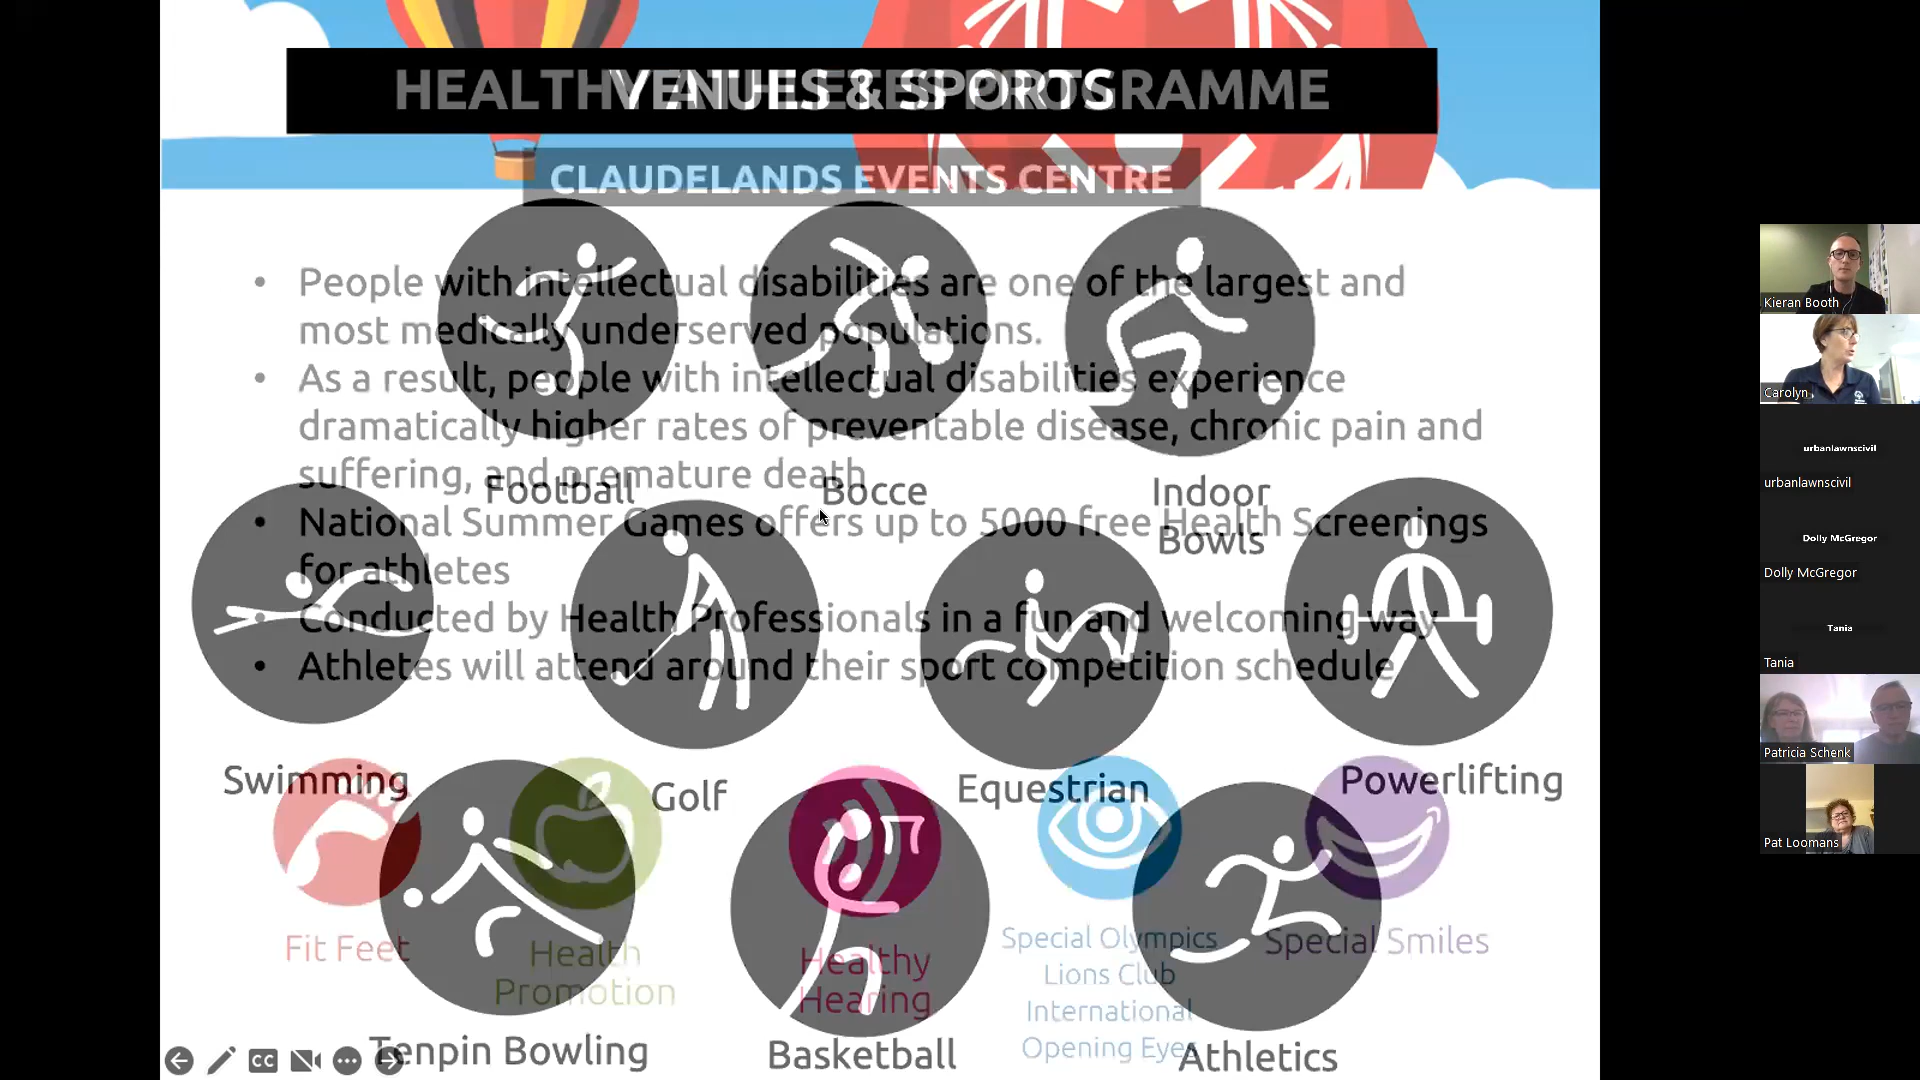 HEALTHY ATHLETES PROGRAMME
VENUES & SPORTS
CLAUDELANDS EVENTS CENTRE
• People with intellectual disabilities are one of the largest and
most medically underserved populations.
• As a result, people with intellectual disabilities experience
dramatically higher rates of preventable disease, chronic pain and
suffering, and premature death
• National Summer Games offers up to 5000 free Health Screenings
for athletes
• Conducted by Health Professionals in a fun and welcoming way
• Athletes will attend around their sport competition schedule
Football
Bocce
Indoor
Bowls
Swimming
Golf
Equestrian
Powerlifting
Fit Feet
Health
Promotion
Healthy
Hearing
Special Olympics
Lions Club
International
Opening Eyes
Special Smiles
Tenpin Bowling
Basketball
Athletics
CC
Kieran Booth
Carolyn
urbanlawnscivil
urbanlawnscivil
Dolly McGregor
Dolly McGregor
Tania
Tania
Patricia Schenk
Pat Loomans